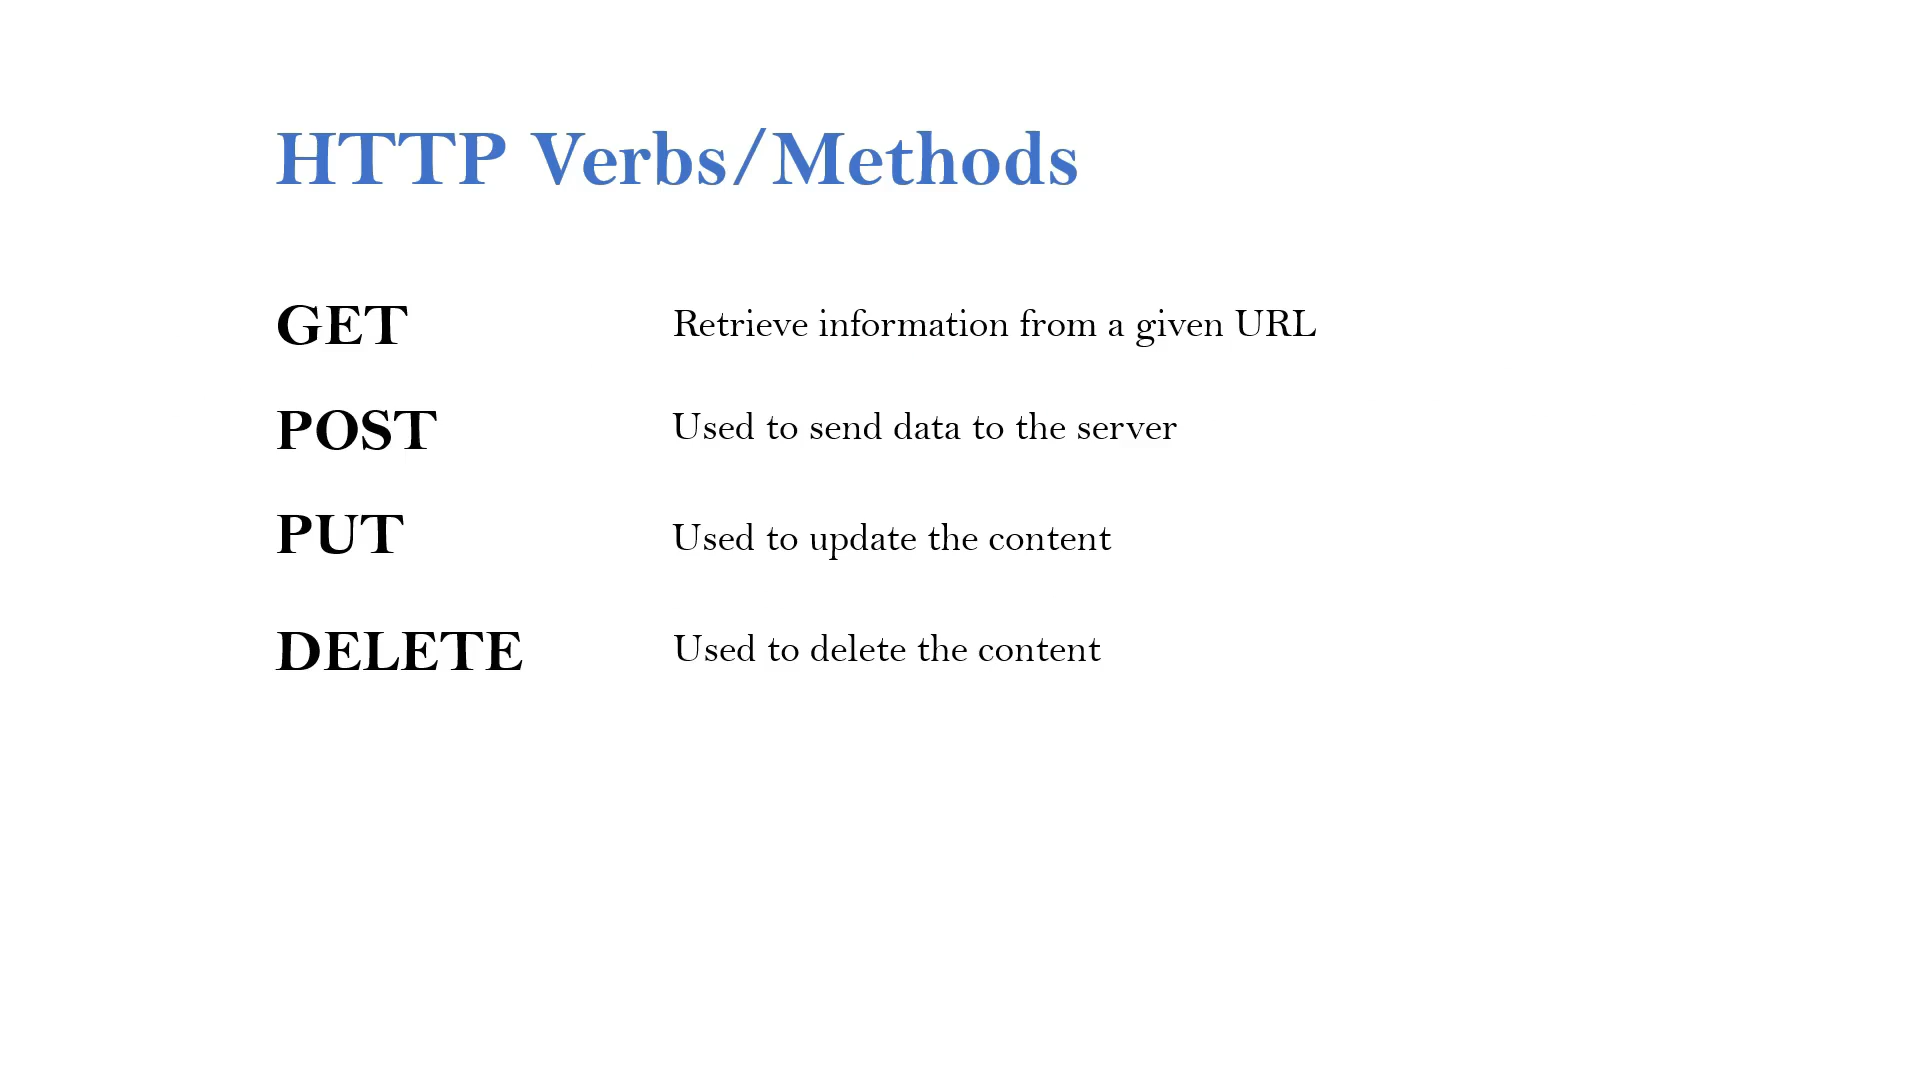 HTTP Verbs/Methods
GET Retrieve information from a given URL
POST Used to send data to the server
PUT Used to update the content
DELETE Used to delete the content